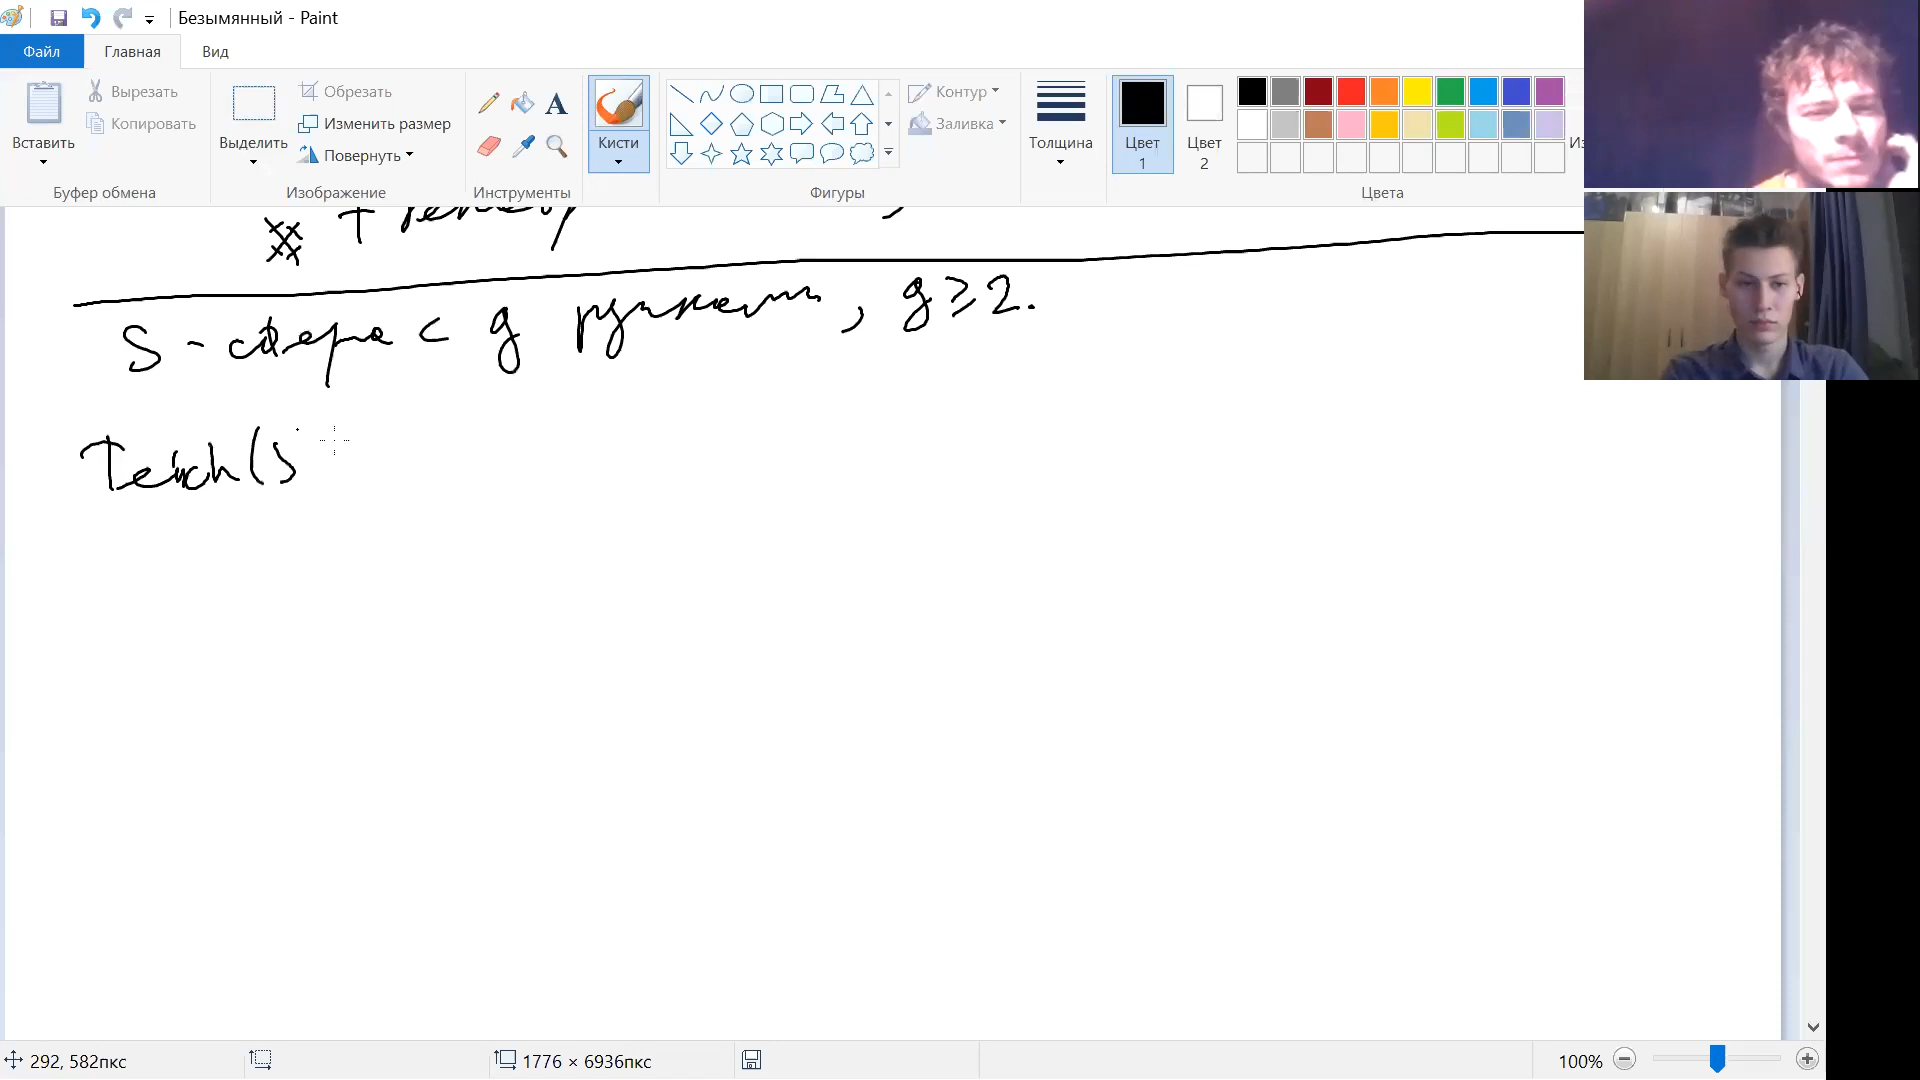 Безымянный - Paint
Файл Главная Вид
Вставить
Вырезать
Копировать
Буфер обмена
Выделить
Обрезать
Изменить размер
Повернуть
Изображение
Инструменты
Кисти
Фигуры
Контур
Заливка
Толщина
Цвет 1
Цвет 2
Цвета
Из
S - сфера с g ручками, g ≥ 2.
Teich(S
292, 582пкс
1776 × 6936пкс
100%